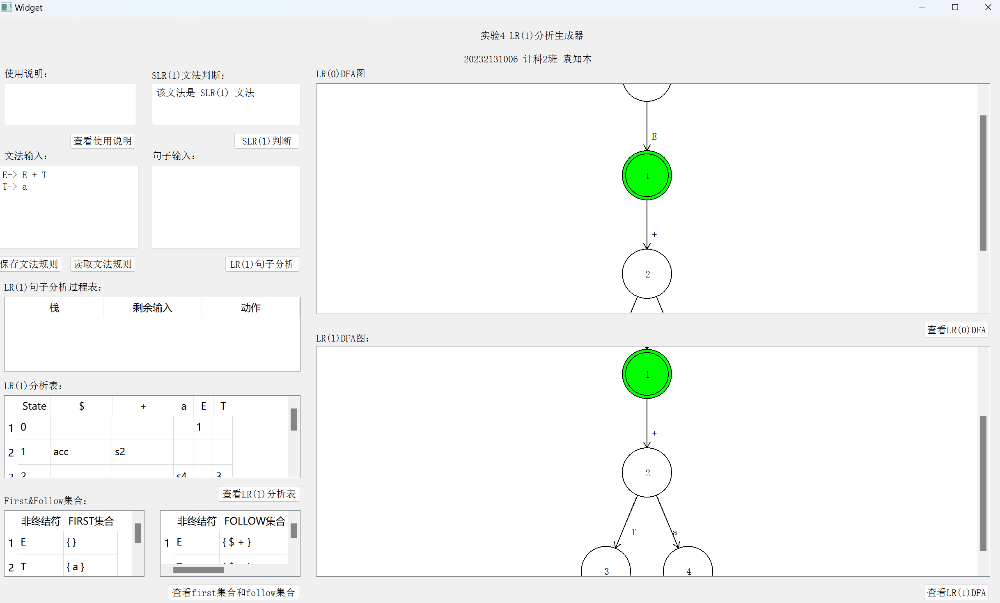 Widget
实验4 LR(1)分析生成器
20232131006 计科2班 袁知本
使用说明：
查看使用说明
SLR(1)文法判断：
该文法是 SLR(1) 文法
SLR(1)判断
文法输入：
E-> E + T
T-> a
保存文法规则
读取文法规则
句子输入：
LR(1)句子分析
LR(1)句子分析过程表：
栈 剩余输入 动作
LR(1)分析表：
State $ + a E T
1 0 1
2 1 acc s2
3 2 s4 3
查看LR(1)分析表
First&Follow集合：
非终结符 FIRST集合
1 E { }
2 T { a }
非终结符 FOLLOW集合
1 E { $ + }
查看first集合和follow集合
LR(0)DFA图
E
1
+
2
查看LR(0)DFA
LR(1)DFA图：
1
+
2
T a
3 4
查看LR(1)DFA